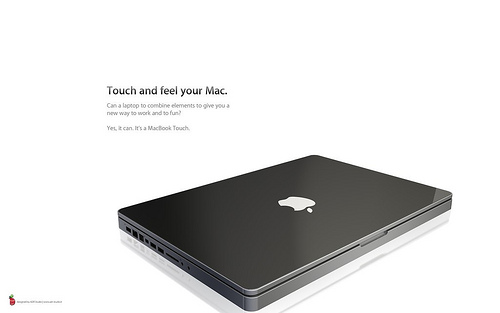 Touch and feel your Mac.
Can a laptop to combine elements to give you a
new way to work and to fun?
Yes, it can. It's a MacBook Touch.